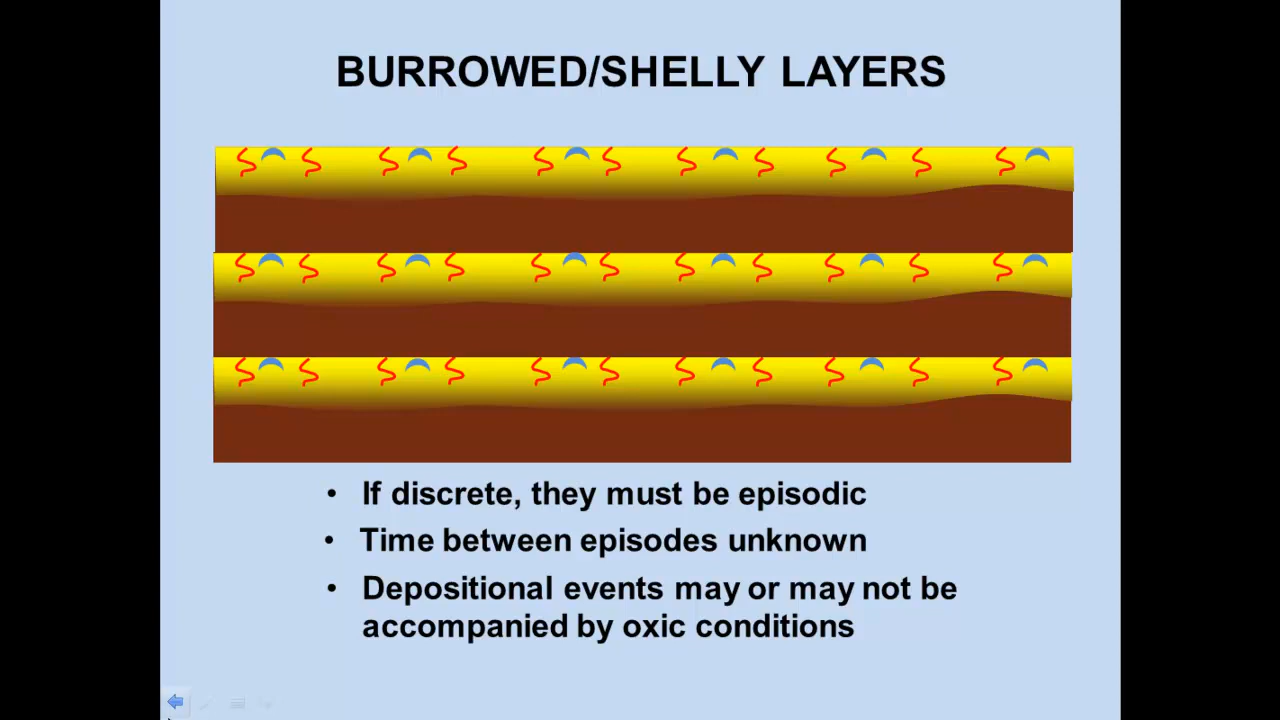 BURROWED/SHELLY LAYERS
• If discrete, they must be episodic
• Time between episodes unknown
• Depositional events may or may not be
accompanied by oxic conditions